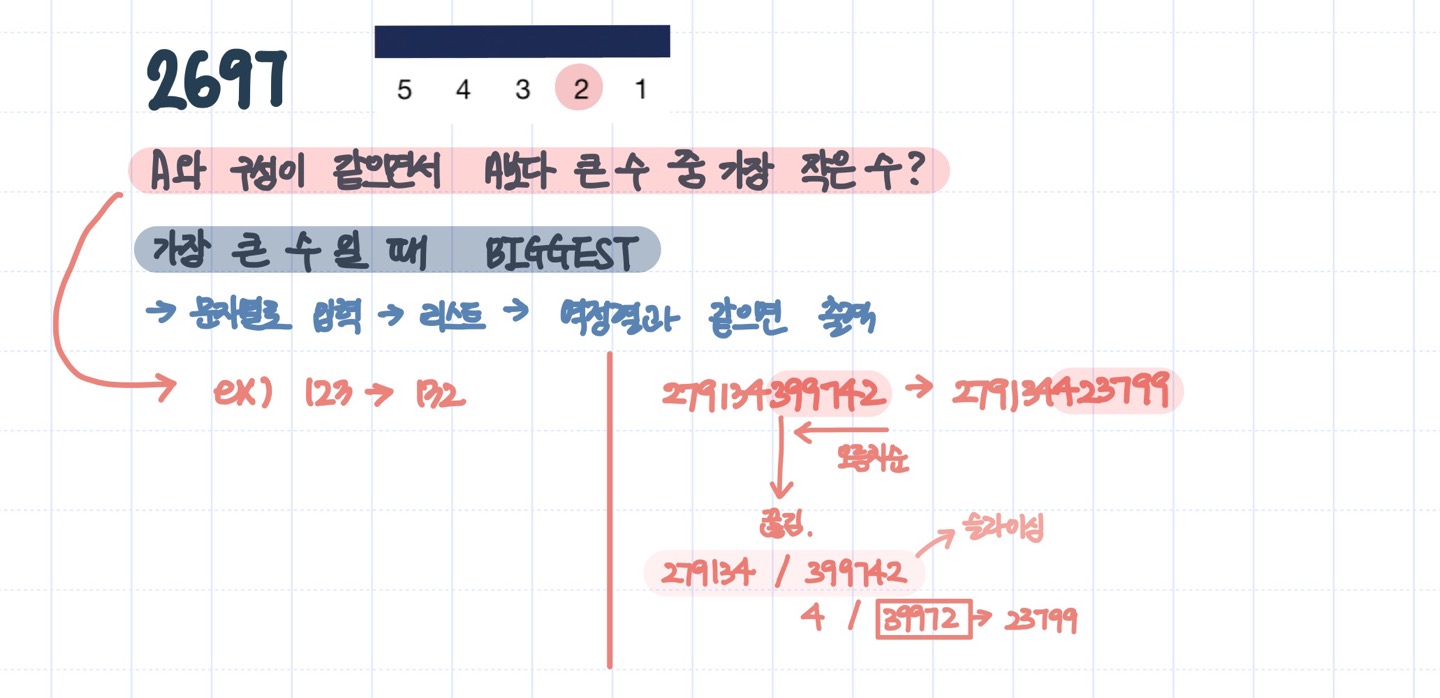 2697
5 4 3 2 1
A와 구성이 같으면서 A보다 큰 수 중 가장 작은 수?
가장 큰 수 일 때 BIGGEST
→ 문자열로 입력 → 리스트 → 역정렬과 같으면 출력
ex) 123 → 132
279134399742 → 279134423799
오름차순
끊김.
슬라이싱
279134 / 399742
4 / 39972 → 23799